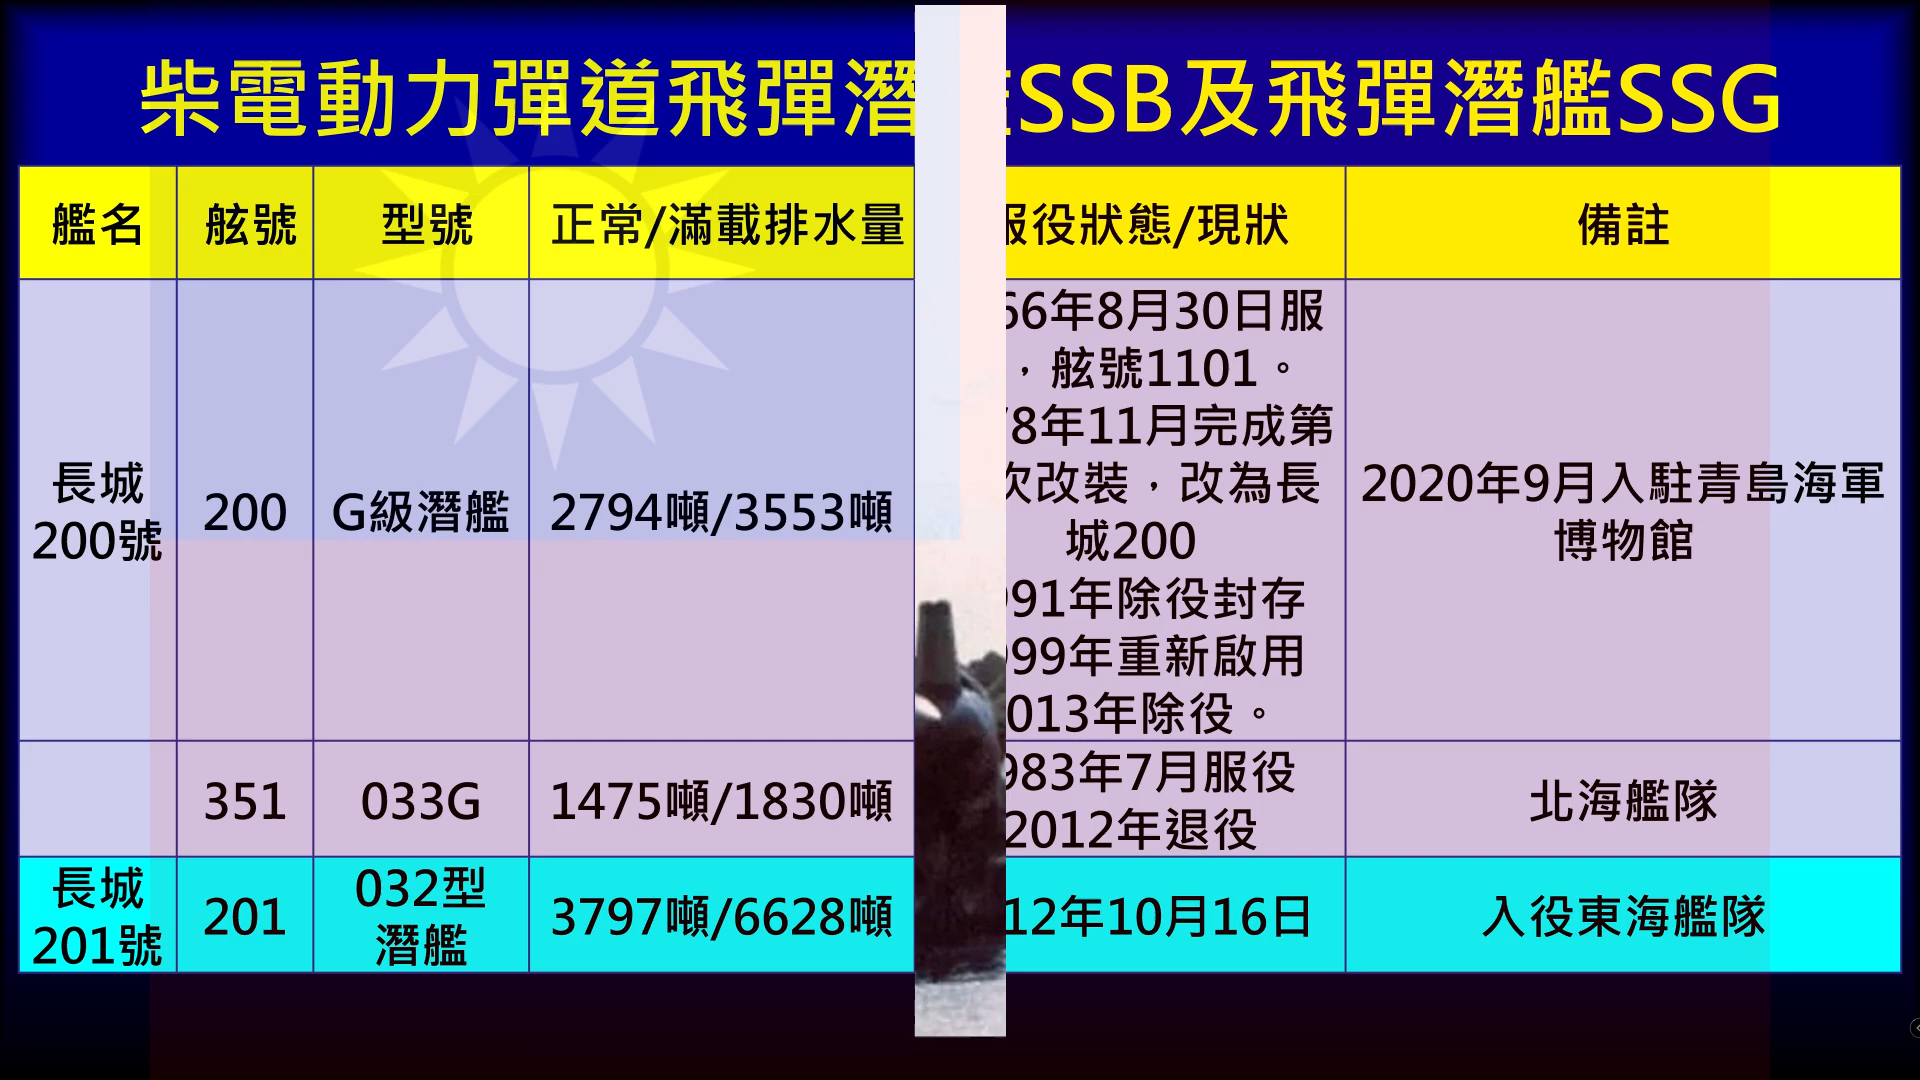 柴電動力彈道飛彈潛 SSB及飛彈潛艦SSG
艦名 舷號 型號 正常/滿載排水量 服役狀態/現狀 備註
長城
200號
200
G級潛艦
2794噸/3553噸
66年8月30日服
，舷號1101。
78年11月完成第
次改裝，改為長
城200
991年除役封存
999年重新啟用
013年除役。
2020年9月入駐青島海軍
博物館
351
033G
1475噸/1830噸
983年7月服役
2012年退役
北海艦隊
長城
201號
201
032型
潛艦
3797噸/6628噸
12年10月16日
入役東海艦隊